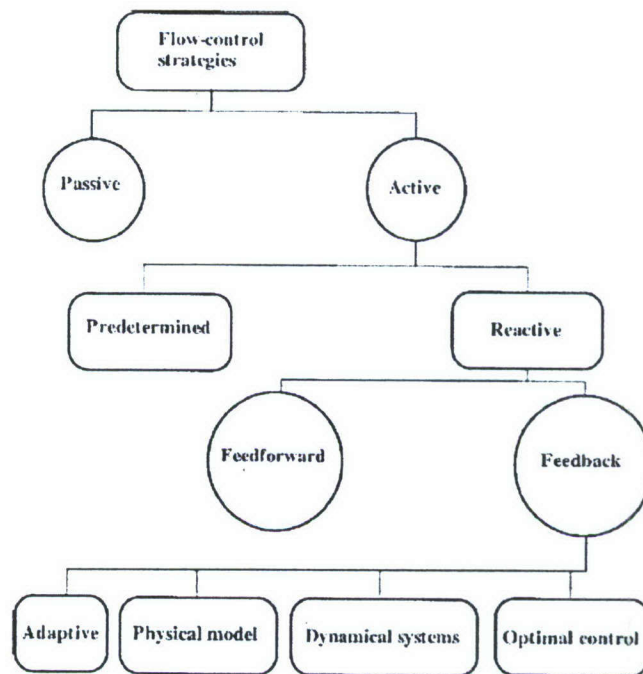 Flow-control
strategies
Passive
Active
Predetermined
Reactive
Feedforward
Feedback
Adaptive
Physical model
Dynamical systems
Optimal control